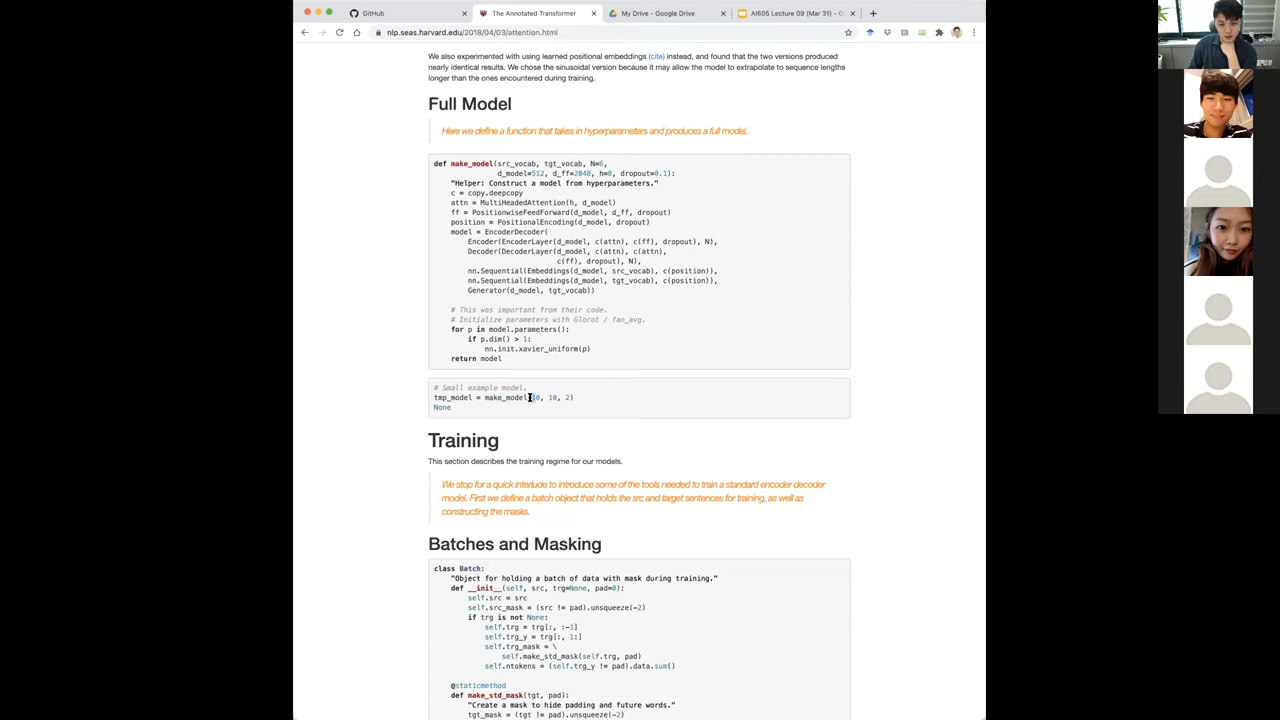 GitHub
The Annotated Transformer
My Drive - Google Drive
AI605 Lecture 09 (Mar 31) - G
nlp.seas.harvard.edu/2018/04/03/attention.html
We also experimented with using learned positional embeddings (cite) instead, and found that the two versions produced
nearly identical results. We chose the sinusoidal version because it may allow the model to extrapolate to sequence lengths
longer than the ones encountered during training.
Full Model
Here we define a function that takes in hyperparameters and produces a full model.
def make_model(src_vocab, tgt_vocab, N=6,
d_model=512, d_ff=2048, h=8, dropout=0.1):
"Helper: Construct a model from hyperparameters."
c = copy.deepcopy
attn = MultiHeadedAttention(h, d_model)
ff = PositionwiseFeedForward(d_model, d_ff, dropout)
position = PositionalEncoding(d_model, dropout)
model = EncoderDecoder(
Encoder(EncoderLayer(d_model, c(attn), c(ff), dropout), N),
Decoder(DecoderLayer(d_model, c(attn), c(attn),
c(ff), dropout), N),
nn.Sequential(Embeddings(d_model, src_vocab), c(position)),
nn.Sequential(Embeddings(d_model, tgt_vocab), c(position)),
Generator(d_model, tgt_vocab))
# This was important from their code.
# Initialize parameters with Glorot / fan_avg.
for p in model.parameters():
if p.dim() > 1:
nn.init.xavier_uniform(p)
return model
# Small example model.
tmp_model = make_model(10, 10, 2)
None
Training
This section describes the training regime for our models.
We stop for a quick interlude to introduce some of the tools needed to train a standard encoder decoder
model. First we define a batch object that holds the src and target sentences for training, as well as
constructing the masks.
Batches and Masking
class Batch:
"Object for holding a batch of data with mask during training."
def __init__(self, src, trg=None, pad=0):
self.src = src
self.src_mask = (src != pad).unsqueeze(-2)
if trg is not None:
self.trg = trg[:, :-1]
self.trg_y = trg[:, 1:]
self.trg_mask = \
self.make_std_mask(self.trg, pad)
self.ntokens = (self.trg_y != pad).data.sum()
@staticmethod
def make_std_mask(tgt, pad):
"Create a mask to hide padding and future words."
tgt_mask = (tgt != pad).unsqueeze(-2)